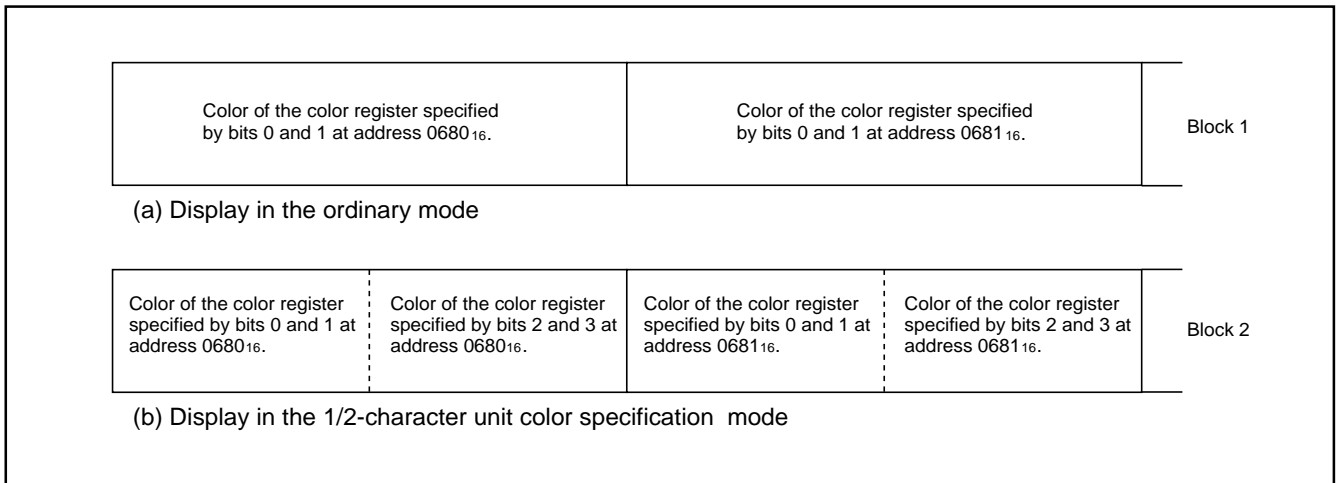 Color of the color register specified
by bits 0 and 1 at address 0680₁₆.
Color of the color register specified
by bits 0 and 1 at address 0681₁₆.
Block 1
(a) Display in the ordinary mode
Color of the color register
specified by bits 0 and 1 at
address 0680₁₆.
Color of the color register
specified by bits 2 and 3 at
address 0680₁₆.
Color of the color register
specified by bits 0 and 1 at
address 0681₁₆.
Color of the color register
specified by bits 2 and 3 at
address 0681₁₆.
Block 2
(b) Display in the 1/2-character unit color specification mode